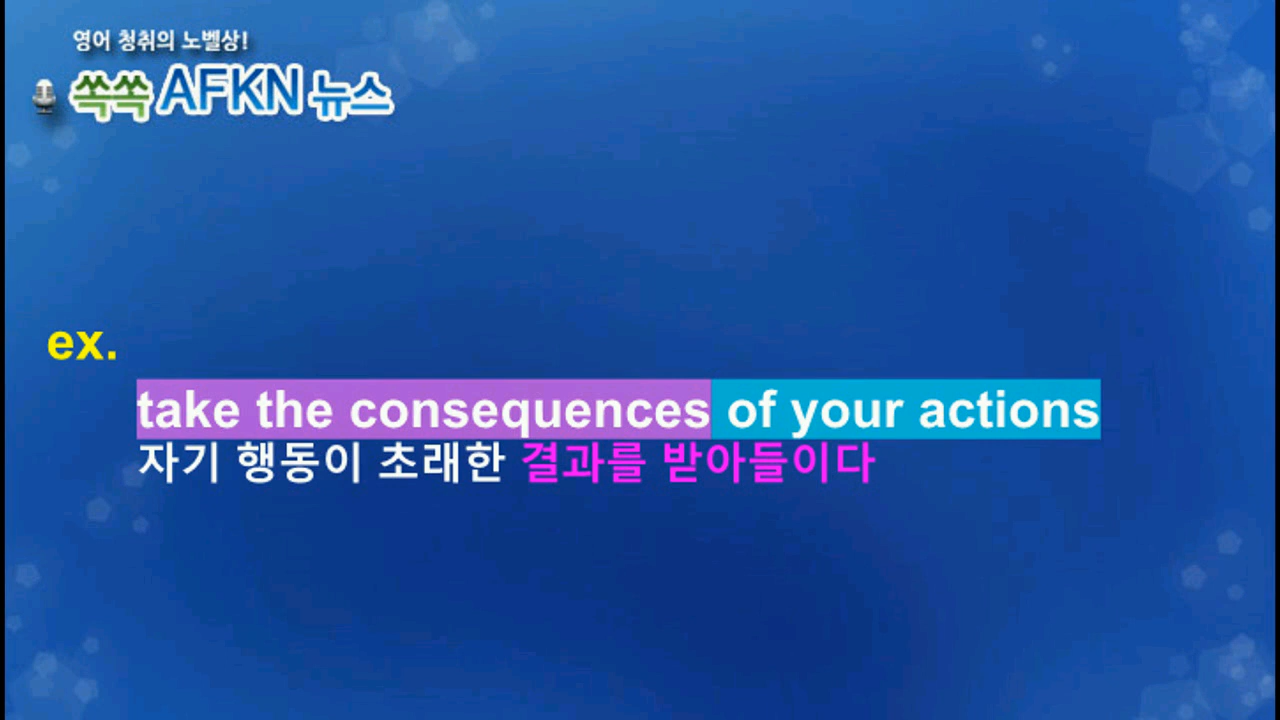 영어 청취의 노벨상!
쏙쏙 AFKN 뉴스
ex.
take the consequences of your actions
자기 행동이 초래한 결과를 받아들이다